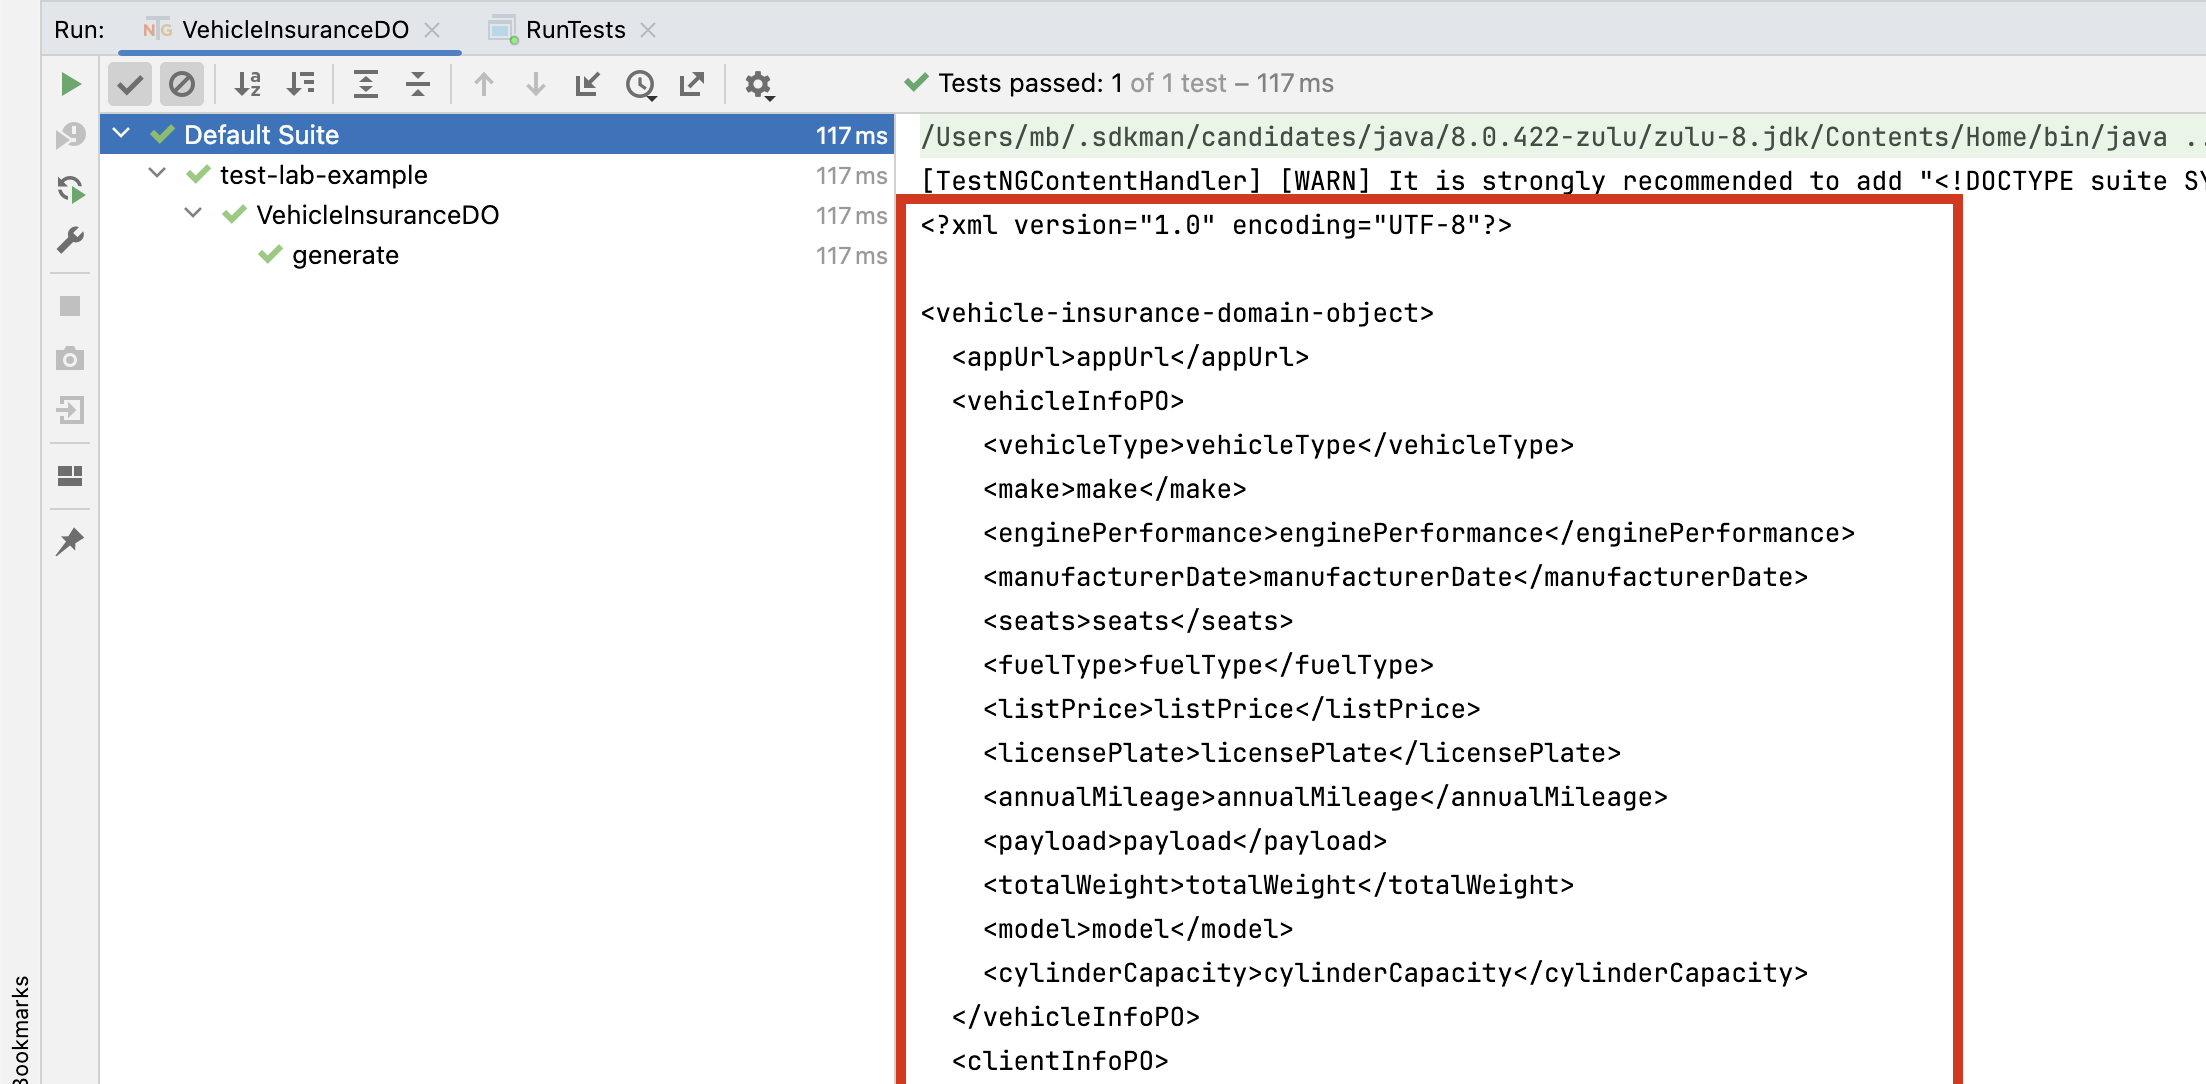 Run: NTG VehicleInsuranceDO RunTests
Tests passed: 1 of 1 test – 117 ms
Default Suite 117 ms
test-lab-example 117 ms
VehicleInsuranceDO 117 ms
generate 117 ms
/Users/mb/.sdkman/candidates/java/8.0.422-zulu/zulu-8.jdk/Contents/Home/bin/java ..
[TestNGContentHandler] [WARN] It is strongly recommended to add "<!DOCTYPE suite SY
<?xml version="1.0" encoding="UTF-8"?>
<vehicle-insurance-domain-object>
<appUrl>appUrl</appUrl>
<vehicleInfoPO>
<vehicleType>vehicleType</vehicleType>
<make>make</make>
<enginePerformance>enginePerformance</enginePerformance>
<manufacturerDate>manufacturerDate</manufacturerDate>
<seats>seats</seats>
<fuelType>fuelType</fuelType>
<listPrice>listPrice</listPrice>
<licensePlate>licensePlate</licensePlate>
<annualMileage>annualMileage</annualMileage>
<payload>payload</payload>
<totalWeight>totalWeight</totalWeight>
<model>model</model>
<cylinderCapacity>cylinderCapacity</cylinderCapacity>
</vehicleInfoPO>
<clientInfoPO>
Bookmarks